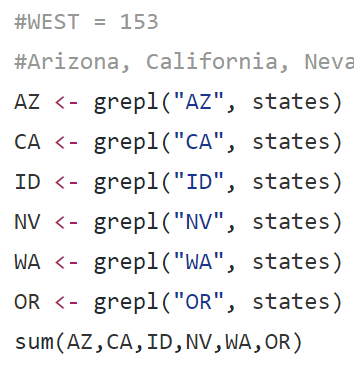 #WEST = 153
#Arizona, California, Neva
AZ <- grepl("AZ", states)
CA <- grepl("CA", states)
ID <- grepl("ID", states)
NV <- grepl("NV", states)
WA <- grepl("WA", states)
OR <- grepl("OR", states)
sum(AZ,CA,ID,NV,WA,OR)